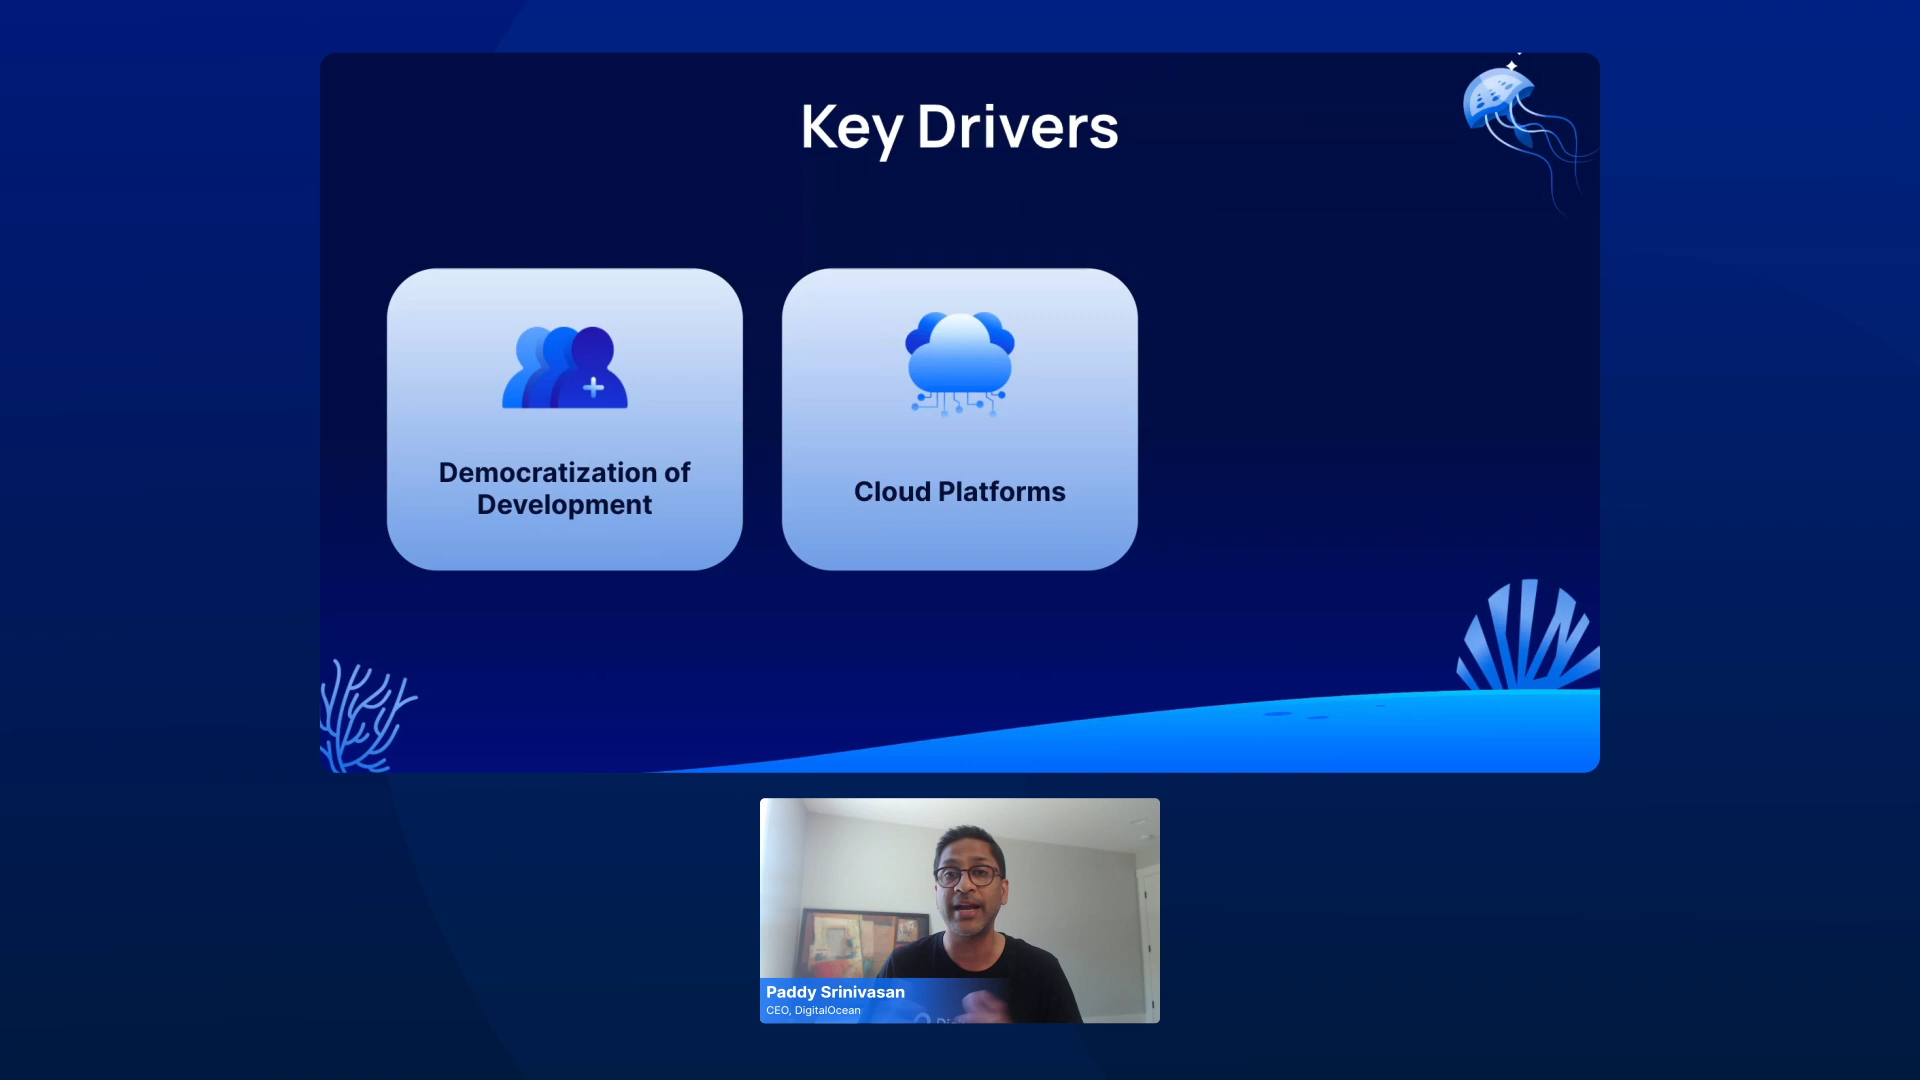 Key Drivers
Democratization of
Development
Cloud Platforms
Paddy Srinivasan
CEO, DigitalOcean